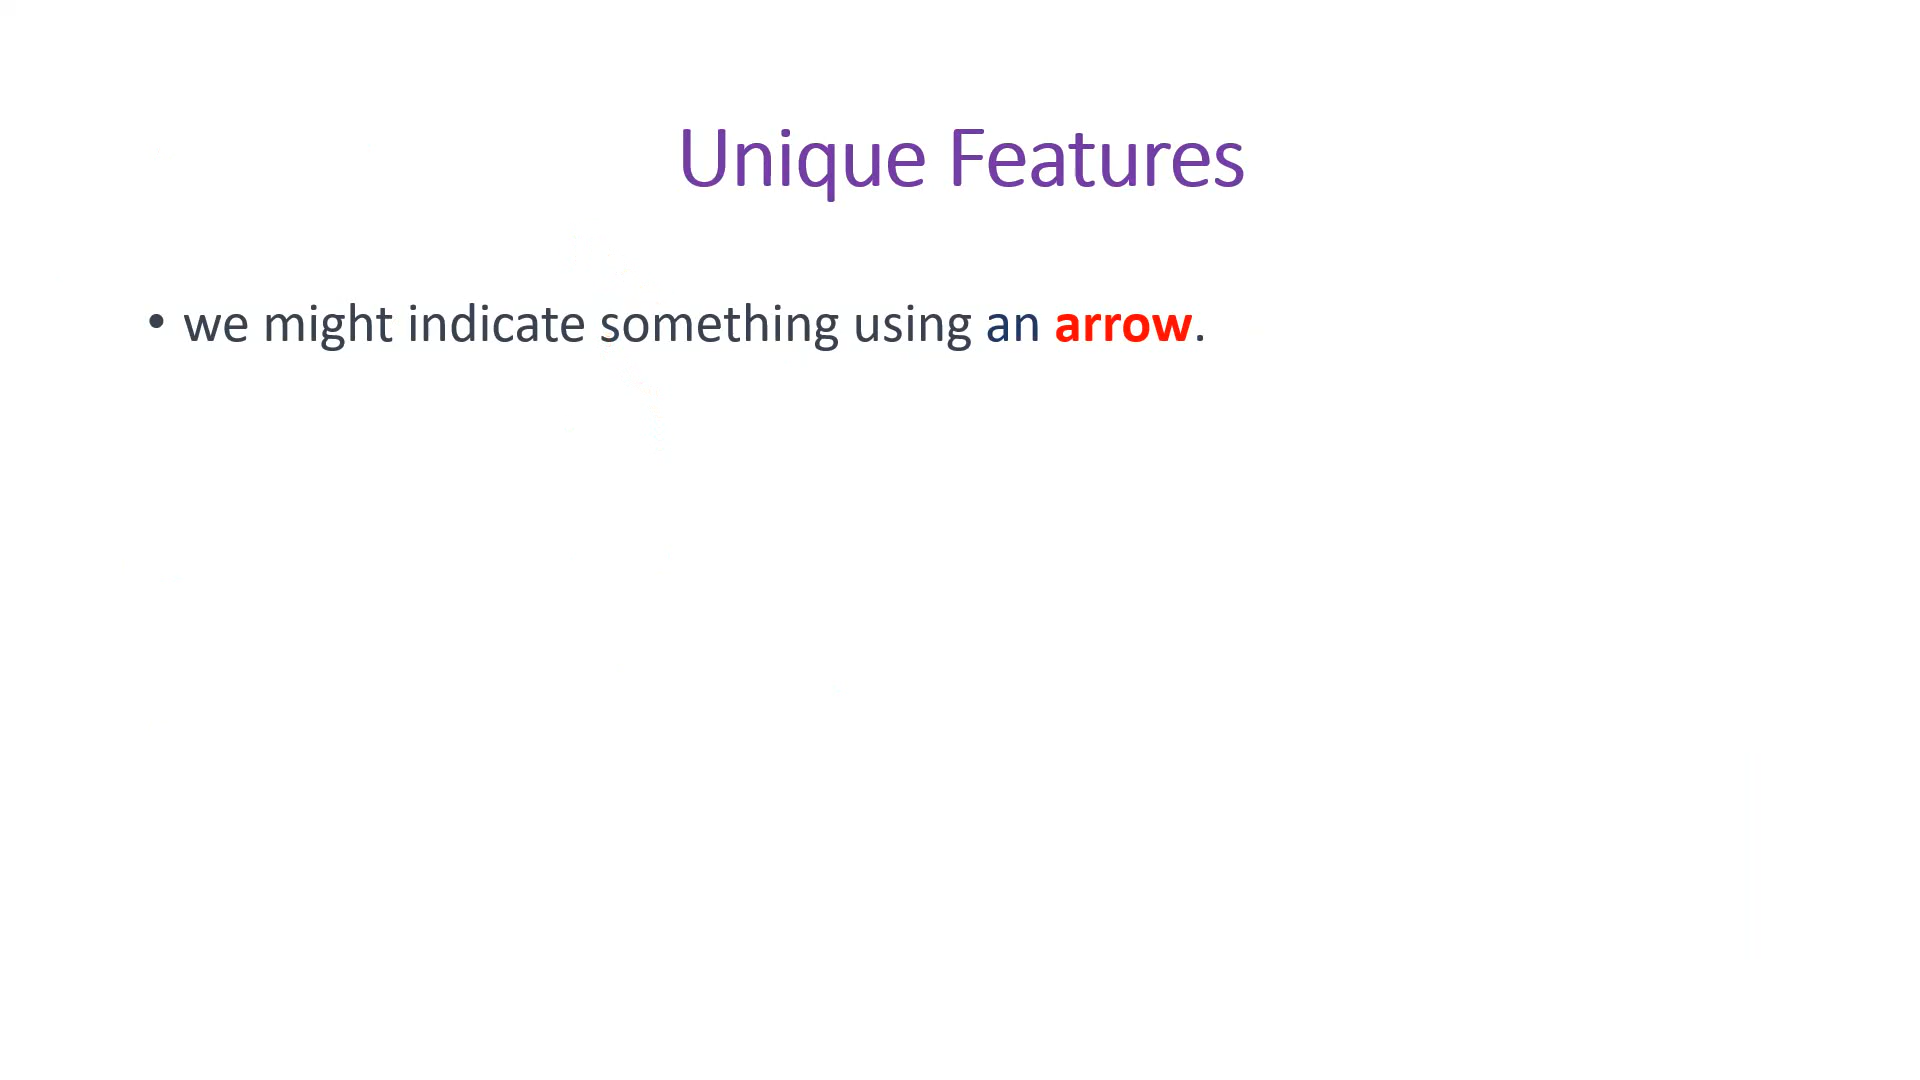 Unique Features
• we might indicate something using an arrow.